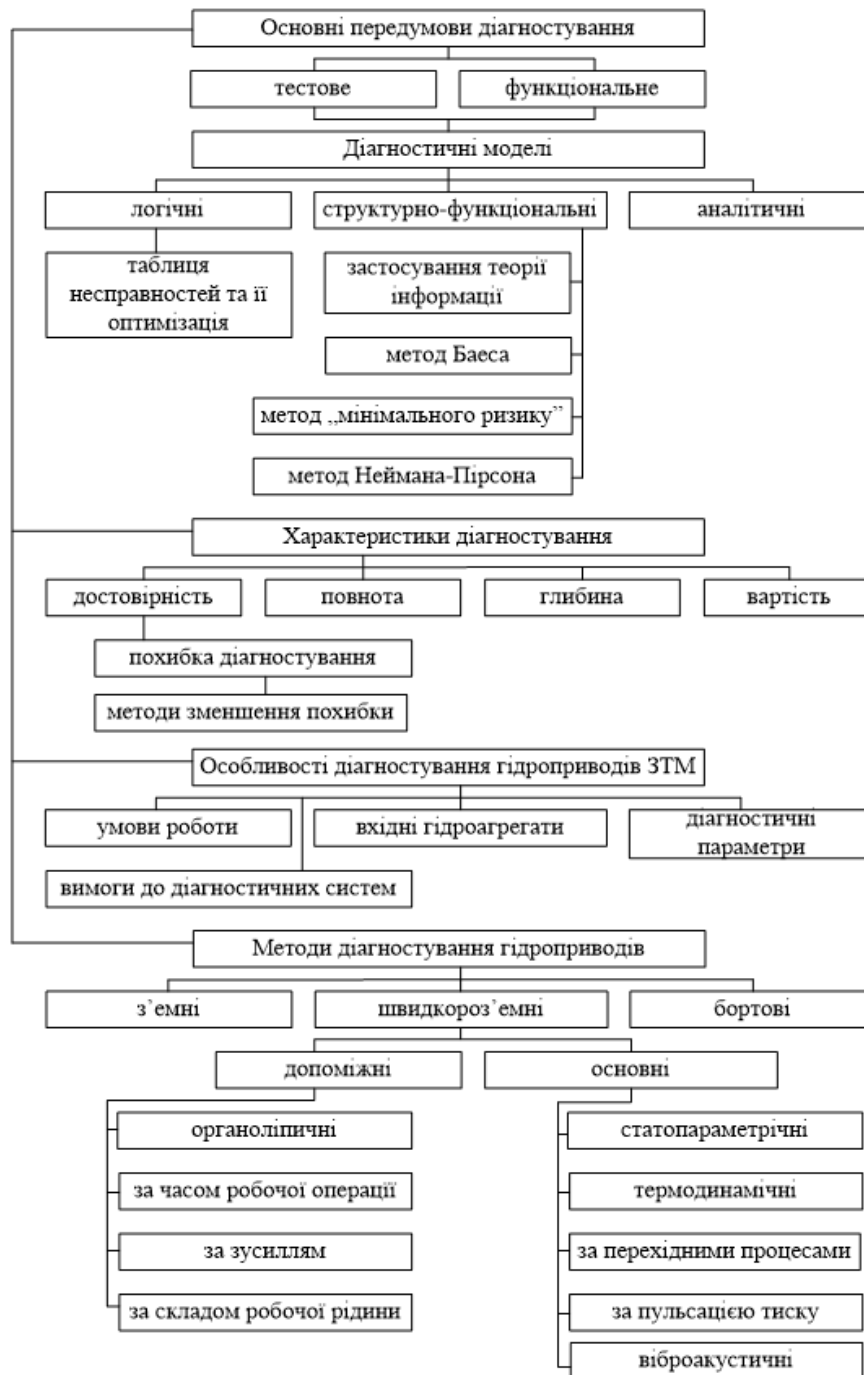 Основні передумови діагностування
тестове
функціональне
Діагностичні моделі
логічні
структурно-функціональні
аналітичні
таблиця
несправностей та її
оптимізація
застосування теорії
інформації
метод Баеса
метод „мінімального ризику”
метод Неймана-Пірсона
Характеристики діагностування
достовірність
повнота
глибина
вартість
похибка діагностування
методи зменшення похибки
Особливості діагностування гідроприводів ЗТМ
умови роботи
вхідні гідроагрегати
діагностичні
параметри
вимоги до діагностичних систем
Методи діагностування гідроприводів
з’емні
швидкороз’емні
бортові
допоміжні
основні
органоліпичні
за часом робочої операції
за зусиллям
за складом робочої рідини
статопараметрічні
термодинамічні
за перехідними процесами
за пульсацією тиску
віброакустичні